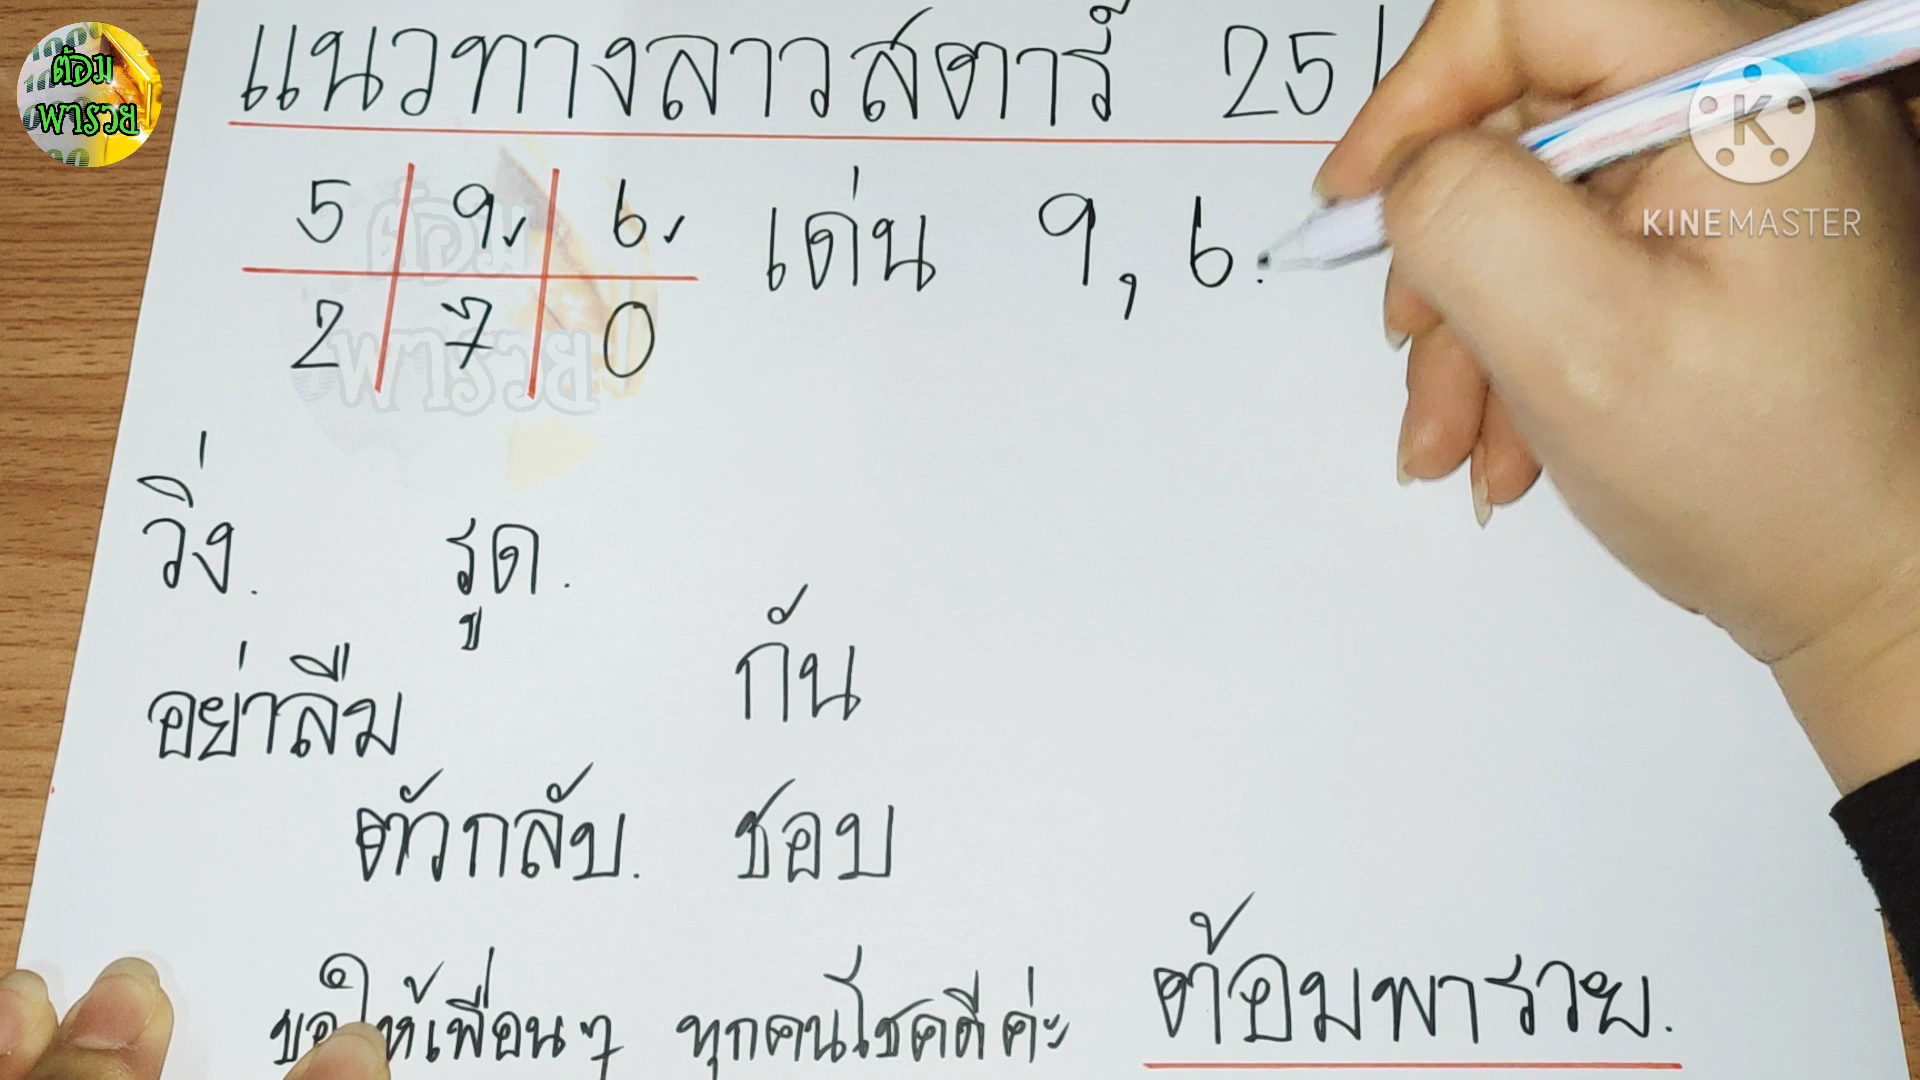 ต้อม
พารวย
แนวทางลาวสตาร์ 25/
5 9 6 เด่น 9, 6.
2 7 0
KINEMASTER
วิ่ง. รูด.
กัน
อย่าลืม
ตัวกลับ. ชอบ
ขอให้เพื่อนๆ ทุกคนโชคดีค่ะ ต้อมพารวย.